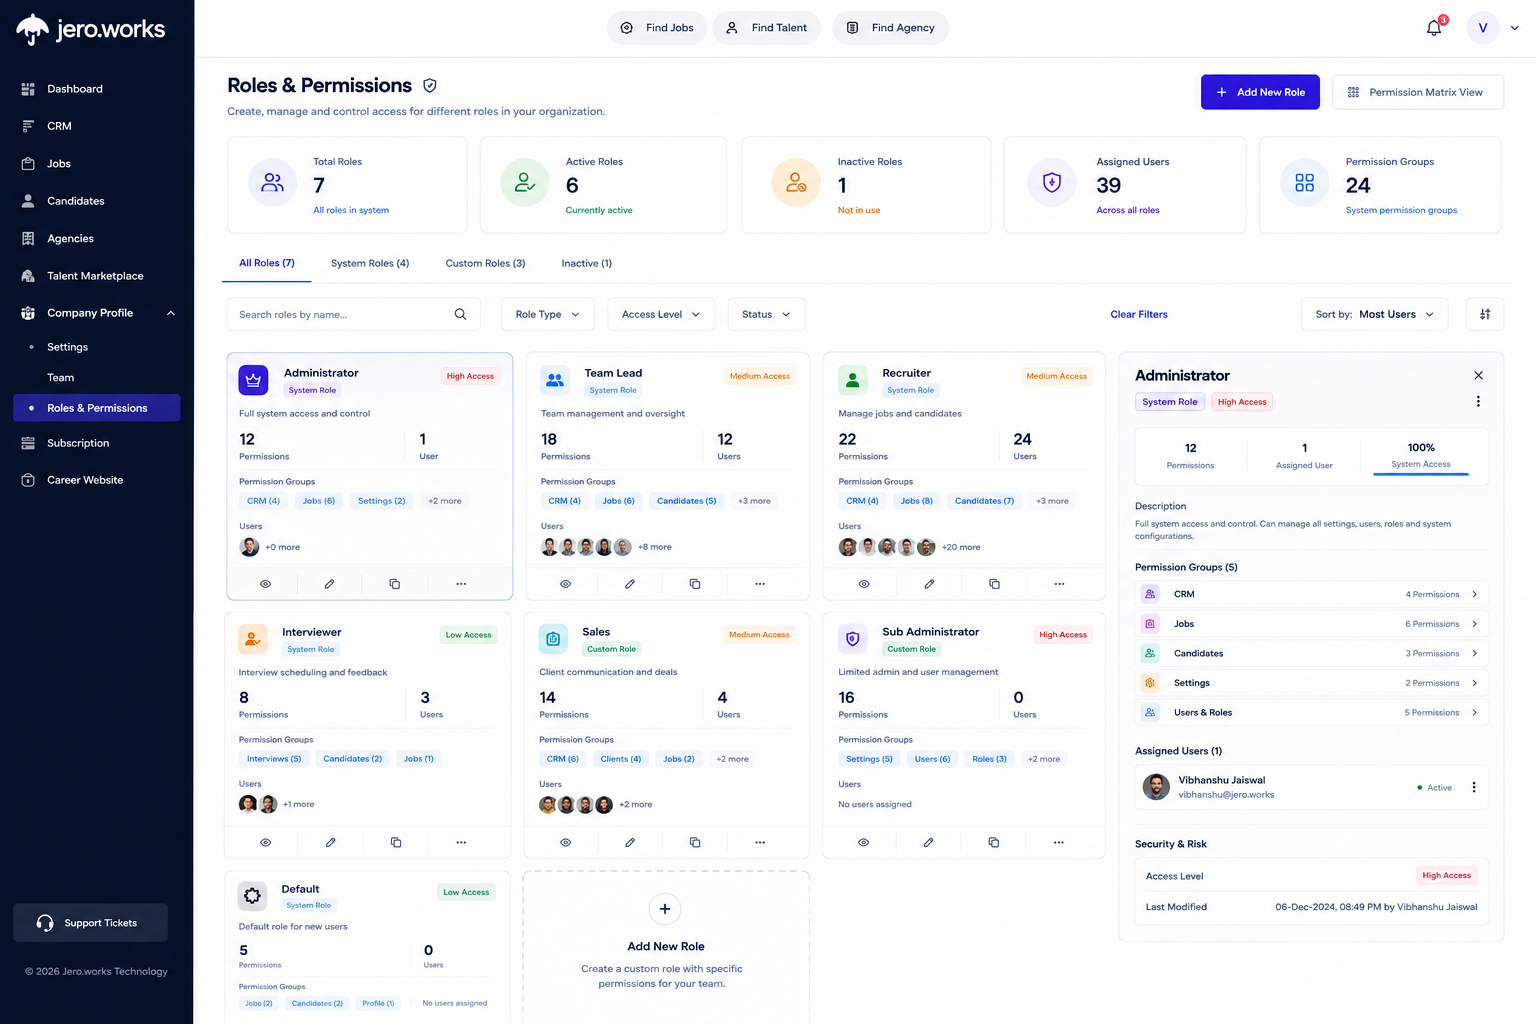 jero.works
Find Jobs
Find Talent
Find Agency
3
V
Dashboard
CRM
Jobs
Candidates
Agencies
Talent Marketplace
Company Profile
Settings
Team
Roles & Permissions
Subscription
Career Website
Support Tickets
© 2026 Jero.works Technology
Roles & Permissions
Create, manage and control access for different roles in your organization.
Add New Role
Permission Matrix View
Total Roles
7
All roles in system
Active Roles
6
Currently active
Inactive Roles
1
Not in use
Assigned Users
39
Across all roles
Permission Groups
24
System permission groups
All Roles (7)
System Roles (4)
Custom Roles (3)
Inactive (1)
Search roles by name...
Role Type
Access Level
Status
Clear Filters
Sort by: Most Users
Administrator
System Role
High Access
Full system access and control
12
Permissions
1
User
Permission Groups
CRM (4)
Jobs (6)
Settings (2)
+2 more
Users
+0 more
Team Lead
System Role
Medium Access
Team management and oversight
18
Permissions
12
Users
Permission Groups
CRM (4)
Jobs (6)
Candidates (5)
+3 more
Users
+8 more
Recruiter
System Role
Medium Access
Manage jobs and candidates
22
Permissions
24
Users
Permission Groups
CRM (4)
Jobs (8)
Candidates (7)
+3 more
Users
+20 more
Interviewer
System Role
Low Access
Interview scheduling and feedback
8
Permissions
3
Users
Permission Groups
Interviews (5)
Candidates (2)
Jobs (1)
Users
+1 more
Sales
Custom Role
Medium Access
Client communication and deals
14
Permissions
4
Users
Permission Groups
CRM (6)
Clients (4)
Jobs (2)
+2 more
Users
+2 more
Sub Administrator
Custom Role
High Access
Limited admin and user management
16
Permissions
0
Users
Permission Groups
Settings (5)
Users (6)
Roles (3)
+2 more
Users
No users assigned
Default
System Role
Low Access
Default role for new users
5
Permissions
0
Users
Permission Groups
Jobs (2)
Candidates (2)
Profile (1)
No users assigned
Add New Role
Create a custom role with specific
permissions for your team.
Administrator
System Role
High Access
12
Permissions
1
Assigned User
100%
System Access
Description
Full system access and control. Can manage all settings, users, roles and system
configurations.
Permission Groups (5)
CRM
4 Permissions
Jobs
6 Permissions
Candidates
3 Permissions
Settings
2 Permissions
Users & Roles
5 Permissions
Assigned Users (1)
Vibhanshu Jaiswal
vibhanshu@jero.works
Active
Security & Risk
Access Level
High Access
Last Modified
06-Dec-2024, 08:49 PM by Vibhanshu Jaiswal